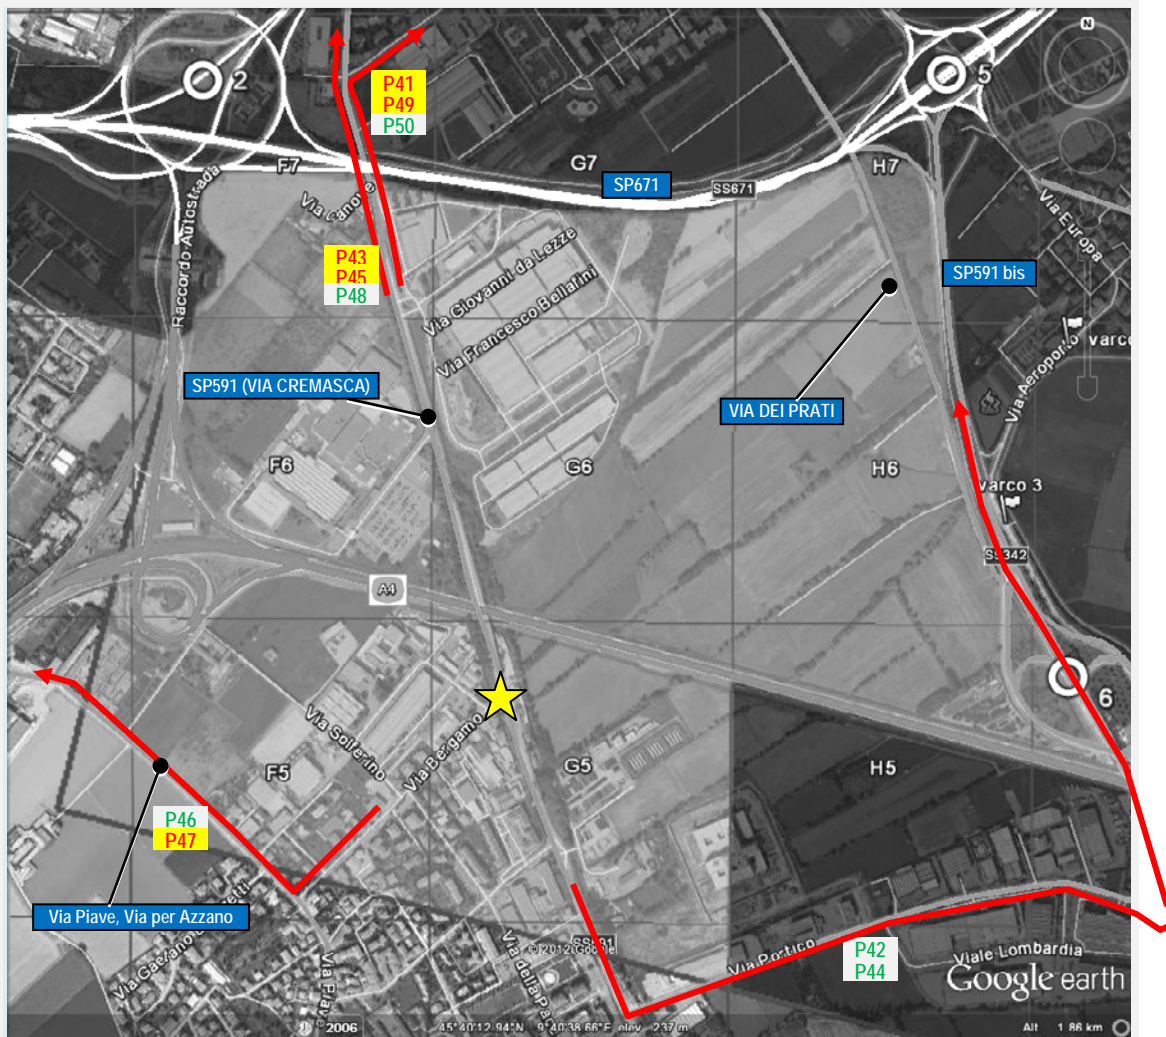 N
2
5
P41
P49
P50
F7
G7
H7
SP671
SS671
Raccordo Autostrada
Via Canove
Via Europa
P43
P45
P48
Via Giovanni da Lezze
Via Francesco Bellafini
SP591 bis
Via Aeroporto
varco
SP591 (VIA CREMASCA)
VIA DEI PRATI
F6
G6
H6
varco 3
SS342
A4
6
Via Solferino
Via Bergamo
F5
G5
H5
P46
P47
Via Piave, Via per Azzano
Via Piave
Via della
Via Portico
P42
P44
Viale Lombardia
© 2012 Google
Google earth
2006
45°40'12.94"N 9°40'38.66"E elev 237 m
Alt 1.86 km